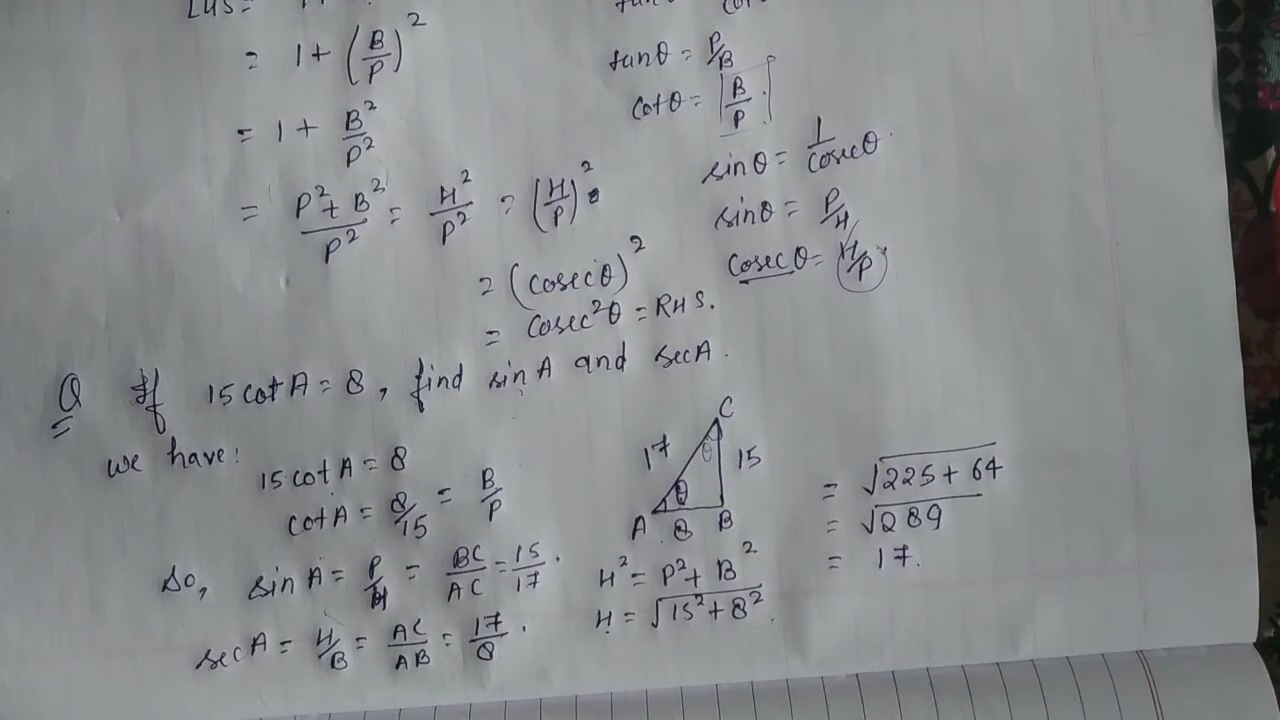 LHS =
= 1 + (B/P)²
= 1 + B²/P²
= P² + B²/P² = H²/P² = (H/P)²
= (cosecθ)²
= cosec²θ = RHS.
tanθ = P/B
cotθ = B/P
sinθ = 1/cosecθ
sinθ = P/H
cosecθ = H/P
Q If 15 cot A = 8, find sin A and sec A.
we have:
15 cot A = 8
cot A = 8/15 = B/P
So, sin A = P/H = BC/AC = 15/17.
sec A = H/B = AC/AB = 17/8.
C
17 θ 15
θ
A 8 B
H² = P² + B²
H = √15² + 8²
= √225 + 64
= √289
= 17.